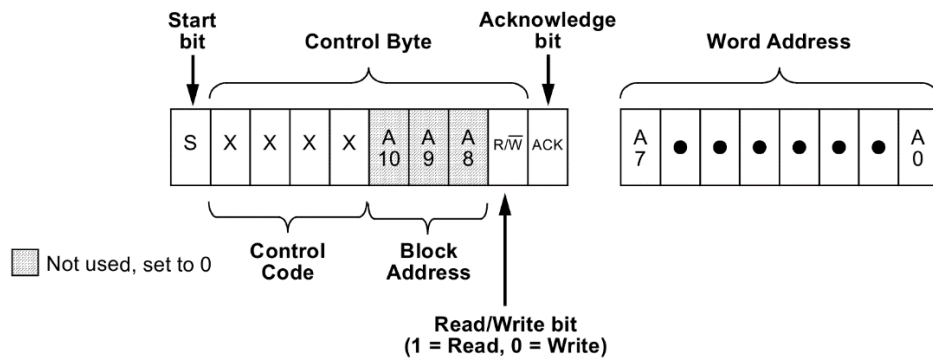 Start
bit
Control Byte
Acknowledge
bit
Word Address
S X X X X A
10 A
9 A
8 R/W̅ ACK
A
7 ● ● ● ● ● ● A
0
Control
Code
Block
Address
Not used, set to 0
Read/Write bit
(1 = Read, 0 = Write)